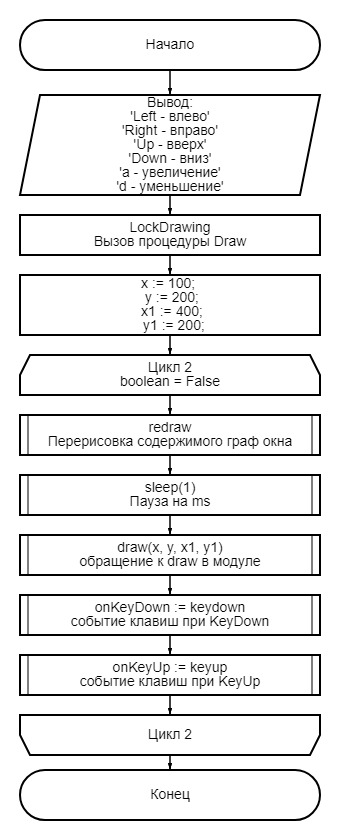 Начало
Вывод:
'Left - влево'
'Right - вправо'
'Up - вверх'
'Down - вниз'
'a - увеличение'
'd - уменьшение'
LockDrawing
Вызов процедуры Draw
x := 100;
y := 200;
x1 := 400;
y1 := 200;
Цикл 2
boolean = False
redraw
Перерисовка содержимого граф окна
sleep(1)
Пауза на ms
draw(x, y, x1, y1)
обращение к draw в модуле
onKeyDown := keydown
событие клавиш при KeyDown
onKeyUp := keyup
событие клавиш при KeyUp
Цикл 2
Конец